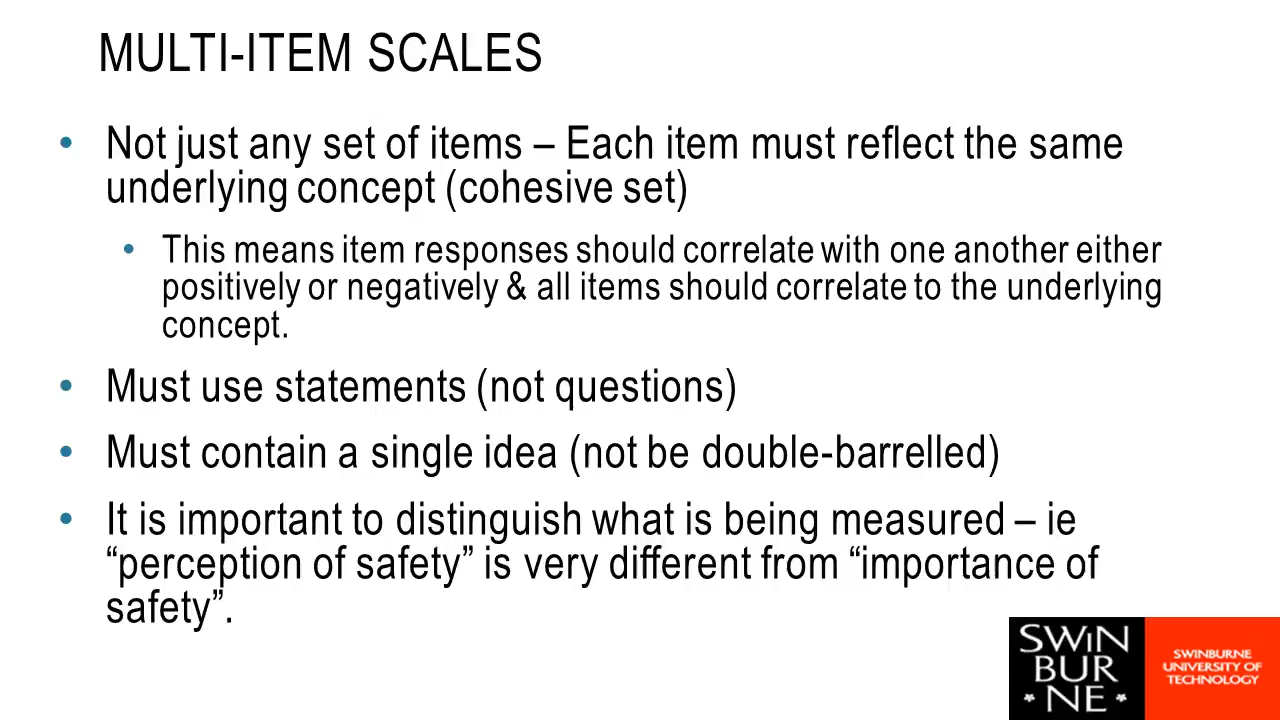 MULTI-ITEM SCALES
• Not just any set of items – Each item must reflect the same
underlying concept (cohesive set)
• This means item responses should correlate with one another either
positively or negatively & all items should correlate to the underlying
concept.
• Must use statements (not questions)
• Must contain a single idea (not be double-barrelled)
• It is important to distinguish what is being measured – ie
“perception of safety” is very different from “importance of
safety”.
SWIN
BUR
* NE *
SWINBURNE
UNIVERSITY OF
TECHNOLOGY